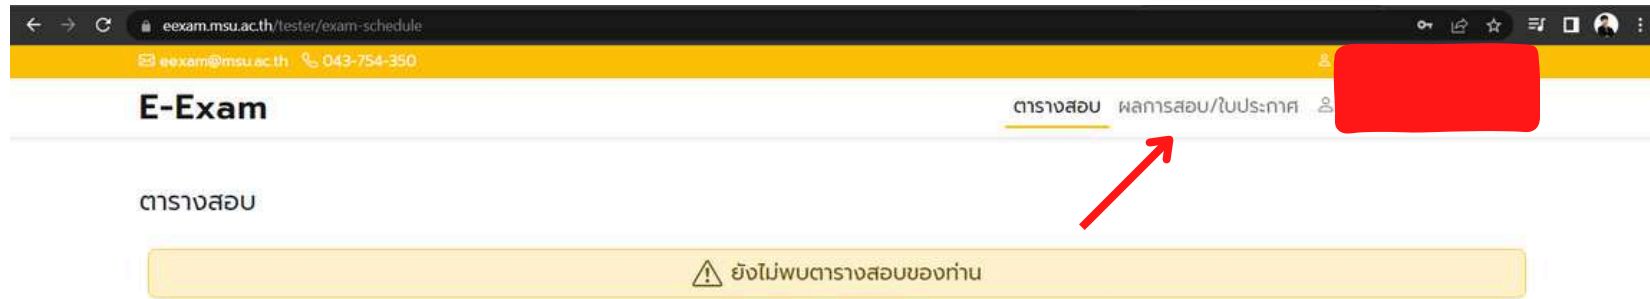 eexam.msu.ac.th/tester/exam-schedule
eexam@msu.ac.th 043-754-350
E-Exam
ตารางสอบ ผลการสอบ/ใบประกาศ
ตารางสอบ
ยังไม่พบตารางสอบของท่าน